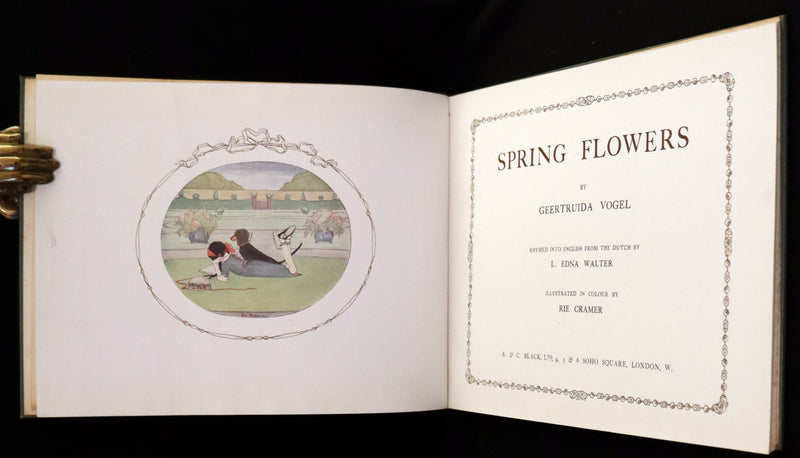 SPRING FLOWERS
BY
GEERTRUIDA VOGEL
RHYMED INTO ENGLISH FROM THE DUTCH BY
L. EDNA WALTER
ILLUSTRATED IN COLOUR BY
RIE CRAMER
A. & C. BLACK, LTD. 4, 5 & 6 SOHO SQUARE, LONDON, W.